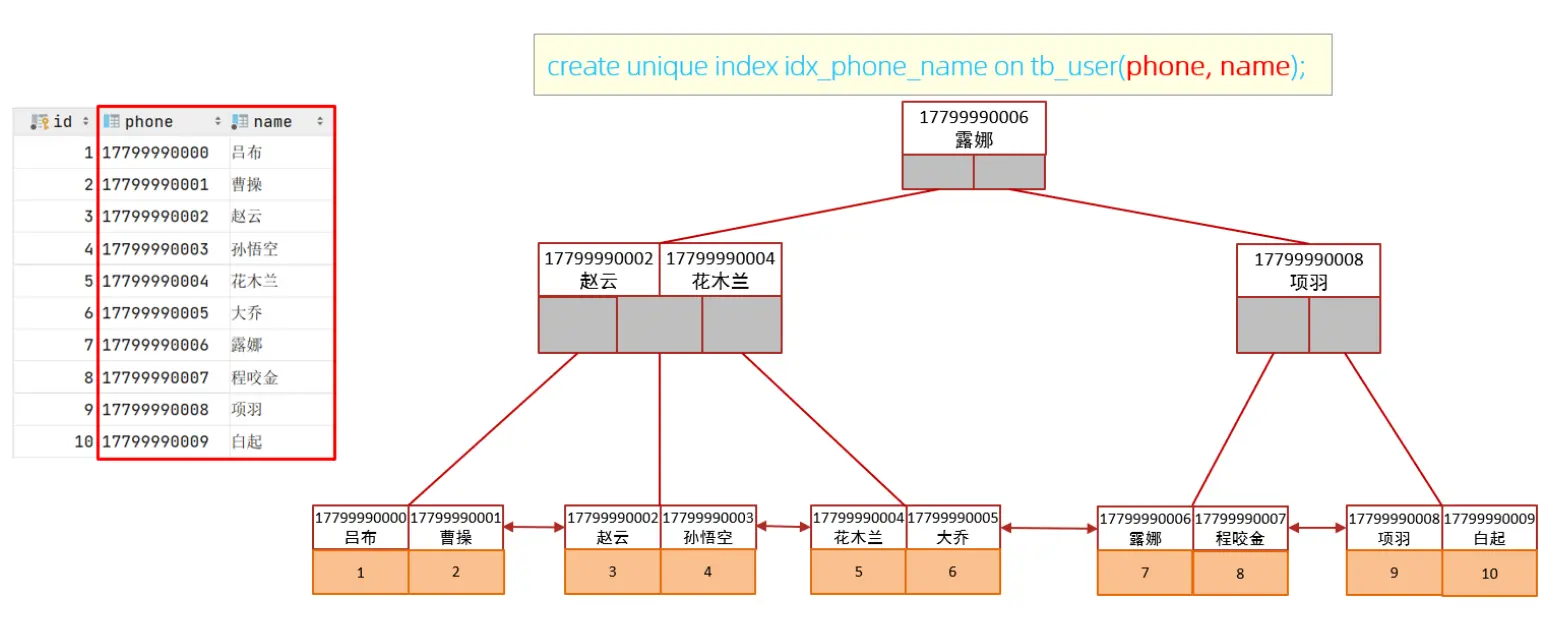 create unique index idx_phone_name on tb_user(phone, name);
id phone name
1 17799990000 吕布
2 17799990001 曹操
3 17799990002 赵云
4 17799990003 孙悟空
5 17799990004 花木兰
6 17799990005 大乔
7 17799990006 露娜
8 17799990007 程咬金
9 17799990008 项羽
10 17799990009 白起
17799990006
露娜
17799990002 17799990004
赵云 花木兰
17799990008
项羽
17799990000 17799990001
吕布 曹操
1 2
17799990002 17799990003
赵云 孙悟空
3 4
17799990004 17799990005
花木兰 大乔
5 6
17799990006 17799990007
露娜 程咬金
7 8
17799990008 17799990009
项羽 白起
9 10